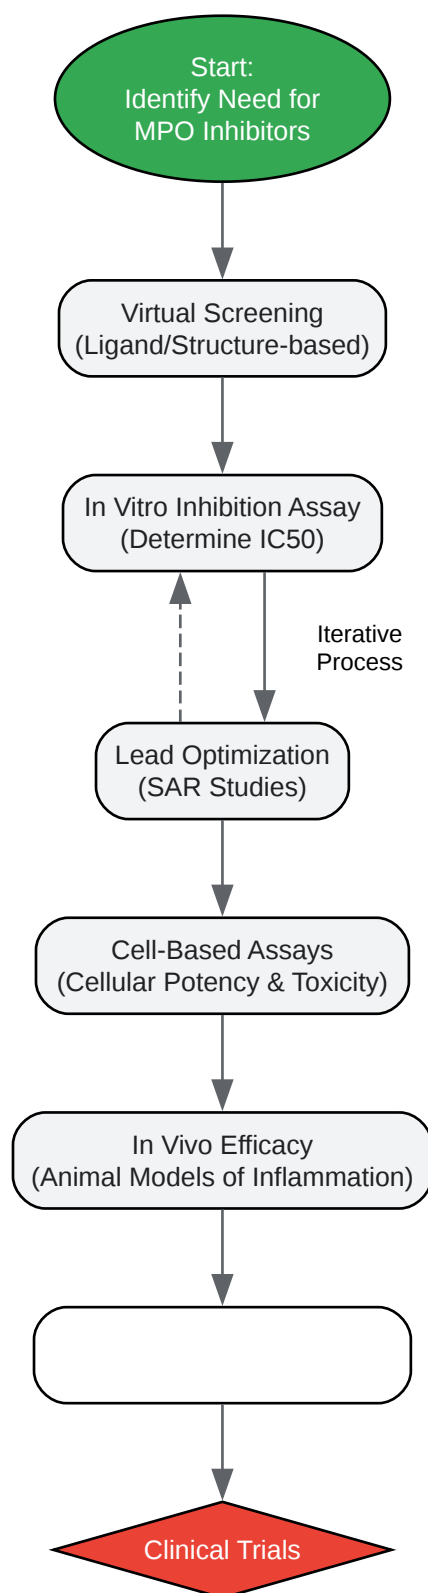 Start:
Identify Need for
MPO Inhibitors
Virtual Screening
(Ligand/Structure-based)
In Vitro Inhibition Assay
(Determine IC50)
Iterative
Process
Lead Optimization
(SAR Studies)
Cell-Based Assays
(Cellular Potency & Toxicity)
In Vivo Efficacy
(Animal Models of Inflammation)
Clinical Trials